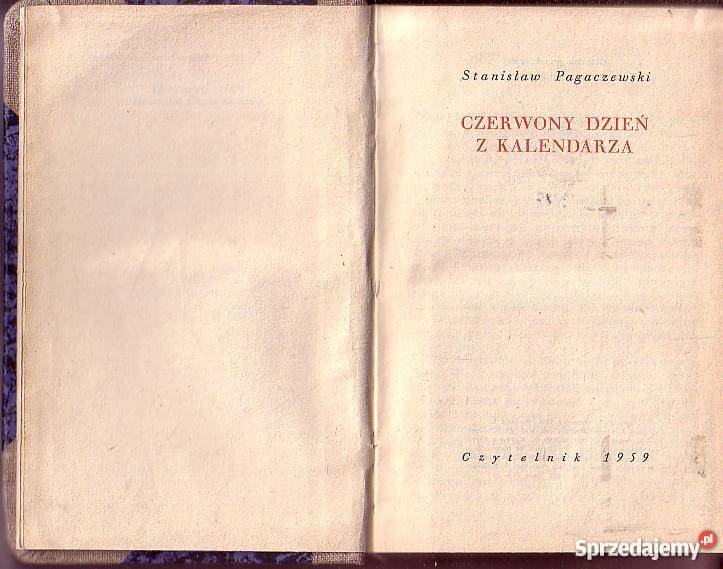 Stanisław Pagaczewski
CZERWONY DZIEŃ
Z KALENDARZA
Czytelnik 1959
Sprzedajemy.pl